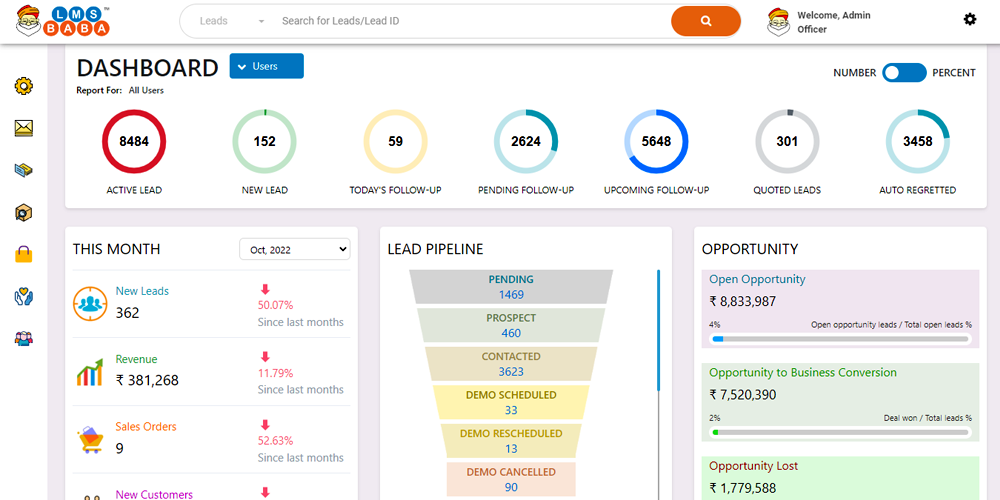 LMS
BABA
Leads
Search for Leads/Lead ID
Welcome, Admin
Officer
DASHBOARD
Users
NUMBER
PERCENT
Report For: All Users
8484
152
59
2624
5648
301
3458
ACTIVE LEAD
NEW LEAD
TODAY'S FOLLOW-UP
PENDING FOLLOW-UP
UPCOMING FOLLOW-UP
QUOTED LEADS
AUTO REGRETTED
THIS MONTH
Oct, 2022
New Leads
362
50.07%
Since last months
Revenue
₹ 381,268
11.79%
Since last months
Sales Orders
9
52.63%
Since last months
New Customers
LEAD PIPELINE
PENDING
1469
PROSPECT
460
CONTACTED
3623
DEMO SCHEDULED
33
DEMO RESCHEDULED
13
DEMO CANCELLED
90
OPPORTUNITY
Open Opportunity
₹ 8,833,987
4%
Open opportunity leads / Total open leads %
Opportunity to Business Conversion
₹ 7,520,390
2%
Deal won / Total leads %
Opportunity Lost
₹ 1,779,588